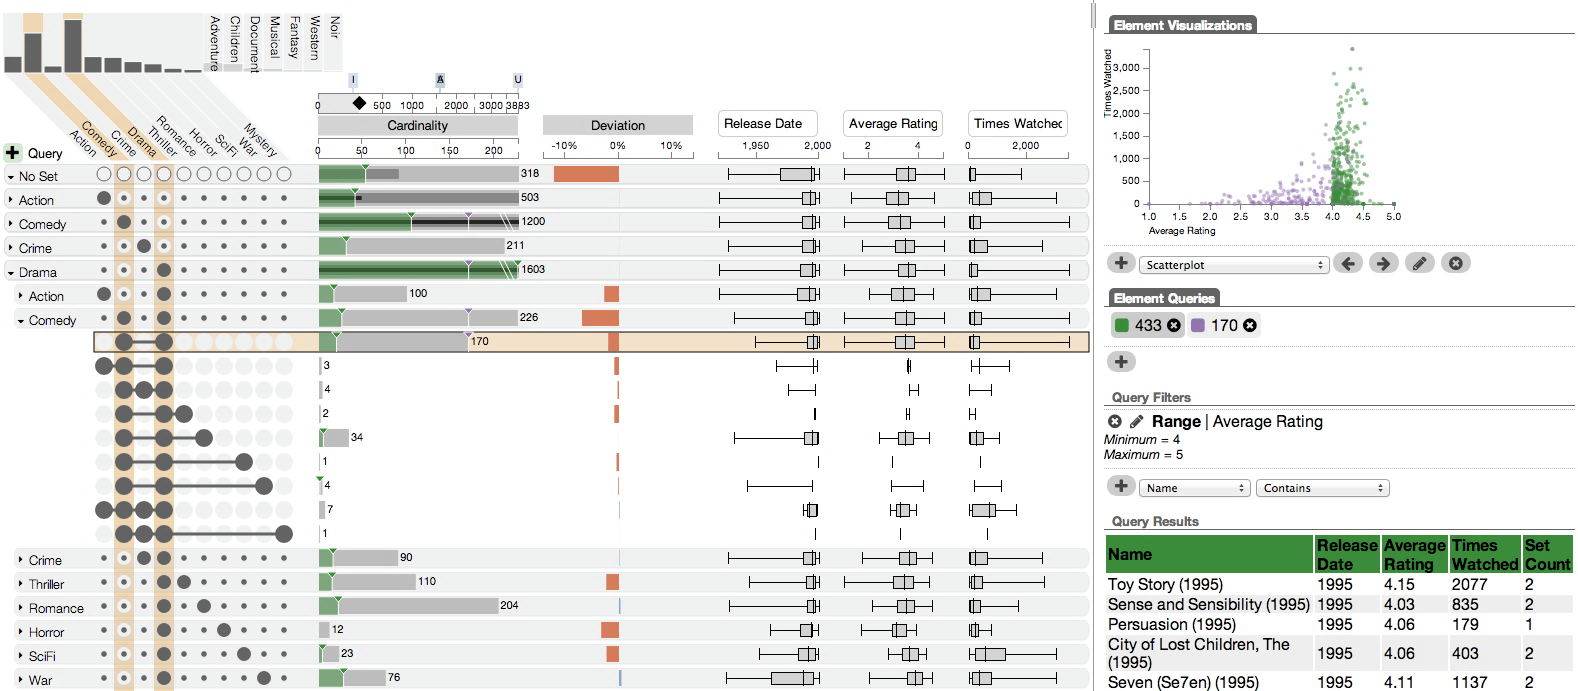 Adventure
Children
Document
Musical
Fantasy
Western
Noir
Action
Comedy
Crime
Drama
Thriller
Romance
Horror
SciFi
War
Mystery
I A U
0 500 1000 2000 3000 3883
Cardinality Deviation Release Date Average Rating Times Watched
0 50 100 150 200 -10% 0% 10% 1,950 2,000 2 4 0 2,000
Query
No Set 318
Action 503
Comedy 1200
Crime 211
Drama 1603
Action 100
Comedy 226
170
3
4
2
34
1
4
7
1
Crime 90
Thriller 110
Romance 204
Horror 12
SciFi 23
War 76
Element Visualizations
Times Watched
3,000
2,500
2,000
1,500
1,000
500
0
1.0 1.5 2.0 2.5 3.0 3.5 4.0 4.5 5.0
Average Rating
Scatterplot
Element Queries
433 170
Query Filters
Range | Average Rating
Minimum = 4
Maximum = 5
Name Contains
Query Results
Name Release Date Average Rating Times Watched Set Count
Toy Story (1995) 1995 4.15 2077 2
Sense and Sensibility (1995) 1995 4.03 835 2
Persuasion (1995) 1995 4.06 179 1
City of Lost Children, The (1995) 1995 4.06 403 2
Seven (Se7en) (1995) 1995 4.11 1137 2